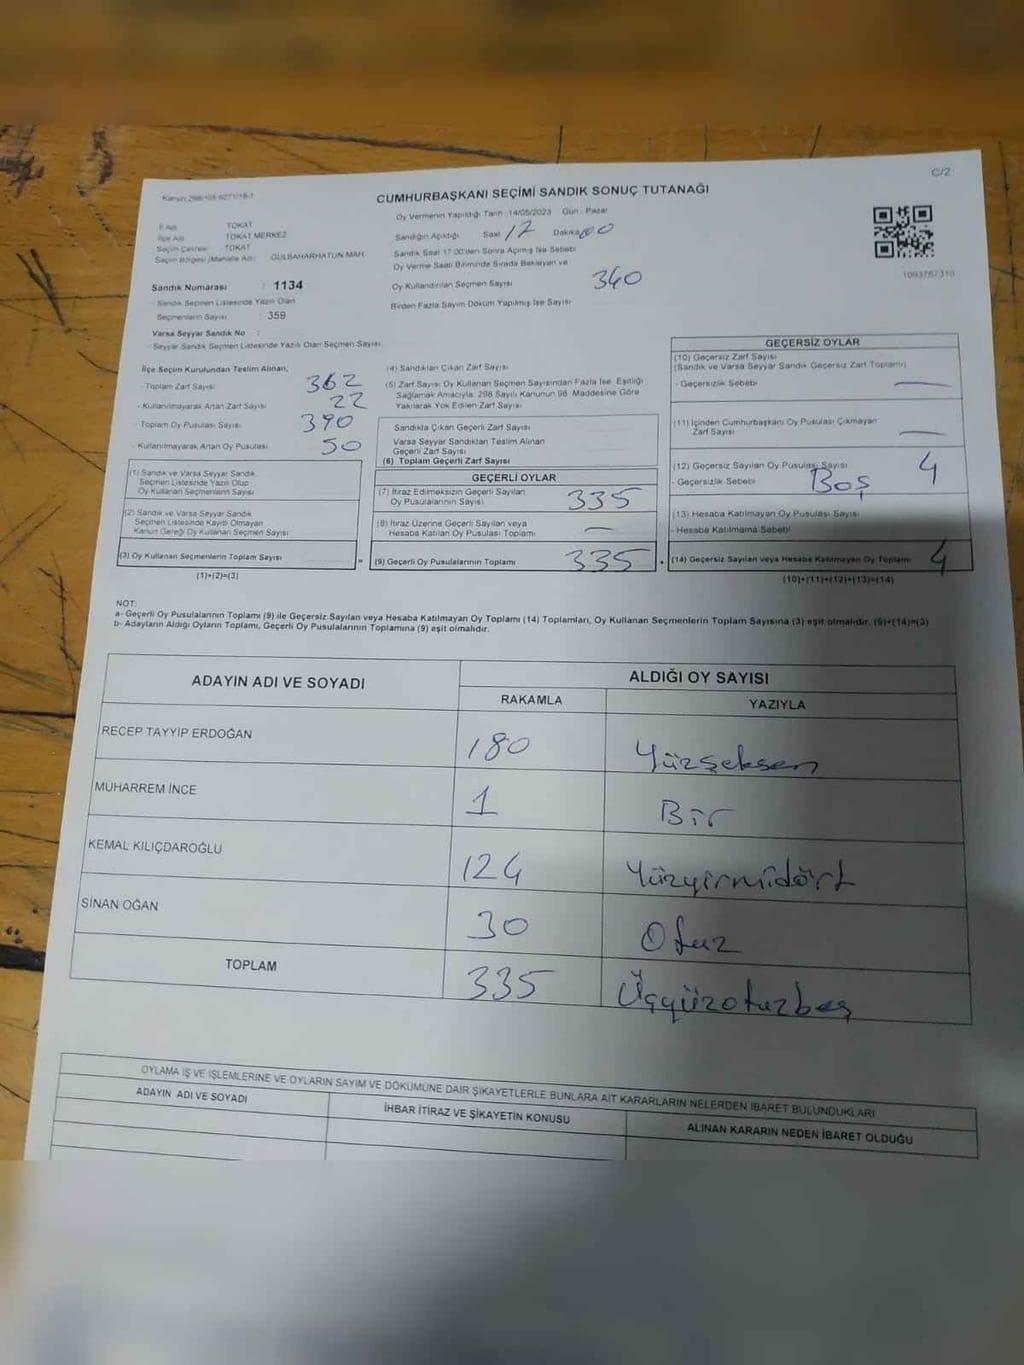 C/2
CUMHURBAŞKANI SEÇİMİ SANDIK SONUÇ TUTANAĞI
İl Adı : TOKAT
İlçe Adı : TOKAT MERKEZ
Seçim Çevresi : TOKAT
Seçim Bölgesi (Mahalle Adı) : GÜLBAHARHATUN MAH.
Sandık Numarası : 1134
Sandık Seçmen Listesinde Yazılı Olan
Seçmenlerin Sayısı : 359
Varsa Seyyar Sandık No :
- Seyyar Sandık Seçmen Listesinde Yazılı Olan Seçmen Sayısı
Oy Vermenin Yapıldığı Tarih : 14/05/2023 Gün : Pazar
Sandığın Açıldığı Saat 17 Dakika 00
Sandık Saat 17.00'den Sonra Açılmış İse Sebebi
Oy Verme Saati Bitiminde Sırada Bekleyen ve
Oy Kullandırılan Seçmen Sayısı 340
Birden Fazla Sayım Döküm Yapılmış İse Sayısı
1093767310
İlçe Seçim Kurulundan Teslim Alınan;
- Toplam Zarf Sayısı 362
- Kullanılmayarak Artan Zarf Sayısı 22
- Toplam Oy Pusulası Sayısı 390
- Kullanılmayarak Artan Oy Pusulası 50
(1) Sandık ve Varsa Seyyar Sandık
Seçmen Listesinde Yazılı Olup
Oy Kullanan Seçmenlerin Sayısı
(2) Sandık ve Varsa Seyyar Sandık
Seçmen Listesinde Kayıtlı Olmayan
Kanun Gereği Oy Kullanan Seçmen Sayısı
(3) Oy Kullanan Seçmenlerin Toplam Sayısı
(1)+(2)=(3)
(4) Sandıktan Çıkan Zarf Sayısı
(5) Zarf Sayısı Oy Kullanan Seçmen Sayısından Fazla İse, Eşitliği
Sağlamak Amacıyla, 298 Sayılı Kanunun 98. Maddesine Göre
Yakılarak Yok Edilen Zarf Sayısı
Sandıkta Çıkan Geçerli Zarf Sayısı
Varsa Seyyar Sandıktan Teslim Alınan
Geçerli Zarf Sayısı
(6) Toplam Geçerli Zarf Sayısı
GEÇERLİ OYLAR
(7) İtiraz Edilmeksizin Geçerli Sayılan
Oy Pusulalarının Sayısı 335
(8) İtiraz Üzerine Geçerli Sayılan veya
Hesaba Katılan Oy Pusulası Toplamı —
(9) Geçerli Oy Pusulalarının Toplamı 335
GEÇERSİZ OYLAR
(10) Geçersiz Zarf Sayısı
(Sandık ve Varsa Seyyar Sandık Geçersiz Zarf Toplamı)
- Geçersizlik Sebebi —
(11) İçinden Cumhurbaşkanı Oy Pusulası Çıkmayan
Zarf Sayısı —
(12) Geçersiz Sayılan Oy Pusulası Sayısı 4
- Geçersizlik Sebebi Boş
(13) Hesaba Katılmayan Oy Pusulası Sayısı
- Hesaba Katılmama Sebebi
(14) Geçersiz Sayılan veya Hesaba Katılmayan Oy Toplamı 4
(10)+(11)+(12)+(13)=(14)
NOT:
a- Geçerli Oy Pusulalarının Toplamı (9) ile Geçersiz Sayılan veya Hesaba Katılmayan Oy Toplamı (14) Toplamları, Oy Kullanan Seçmenlerin Toplam Sayısına (3) eşit olmalıdır. (9)+(14)=(3)
b- Adayların Aldığı Oyların Toplamı, Geçerli Oy Pusulalarının Toplamına (9) eşit olmalıdır.
ADAYIN ADI VE SOYADI
ALDIĞI OY SAYISI
RAKAMLA YAZIYLA
RECEP TAYYİP ERDOĞAN 180 Yüzseksen
MUHARREM İNCE 1 Bir
KEMAL KILIÇDAROĞLU 124 Yüzyirmidört
SİNAN OĞAN 30 Otuz
TOPLAM 335 Üçyüzotuzbeş
OYLAMA İŞ VE İŞLEMLERİNE VE OYLARIN SAYIM VE DÖKÜMÜNE DAİR ŞİKAYETLERLE BUNLARA AİT KARARLARIN NELERDEN İBARET BULUNDUKLARI
ADAYIN ADI VE SOYADI
İHBAR İTİRAZ VE ŞİKAYETİN KONUSU
ALINAN KARARIN NEDEN İBARET OLDUĞU